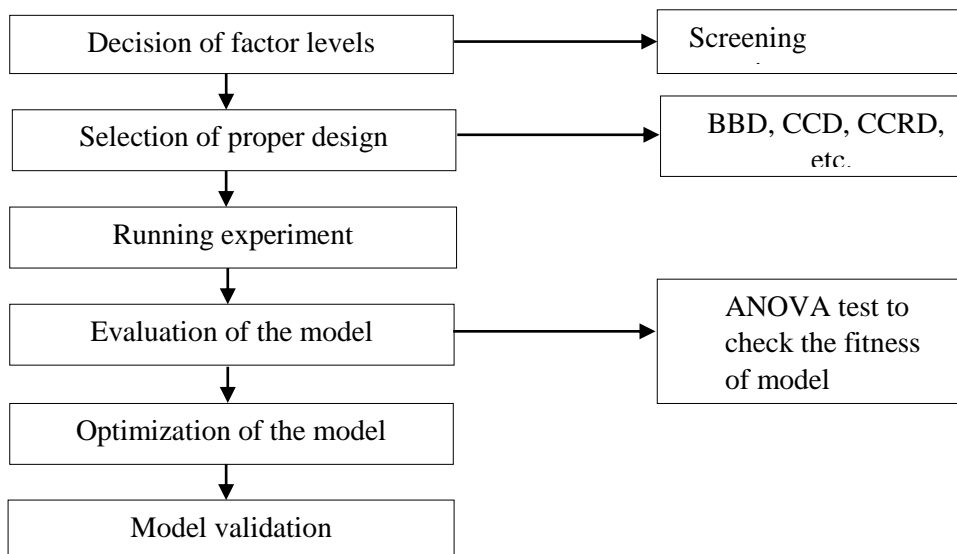 Decision of factor levels
Screening
Selection of proper design
BBD, CCD, CCRD,
etc.
Running experiment
Evaluation of the model
ANOVA test to
check the fitness
of model
Optimization of the model
Model validation